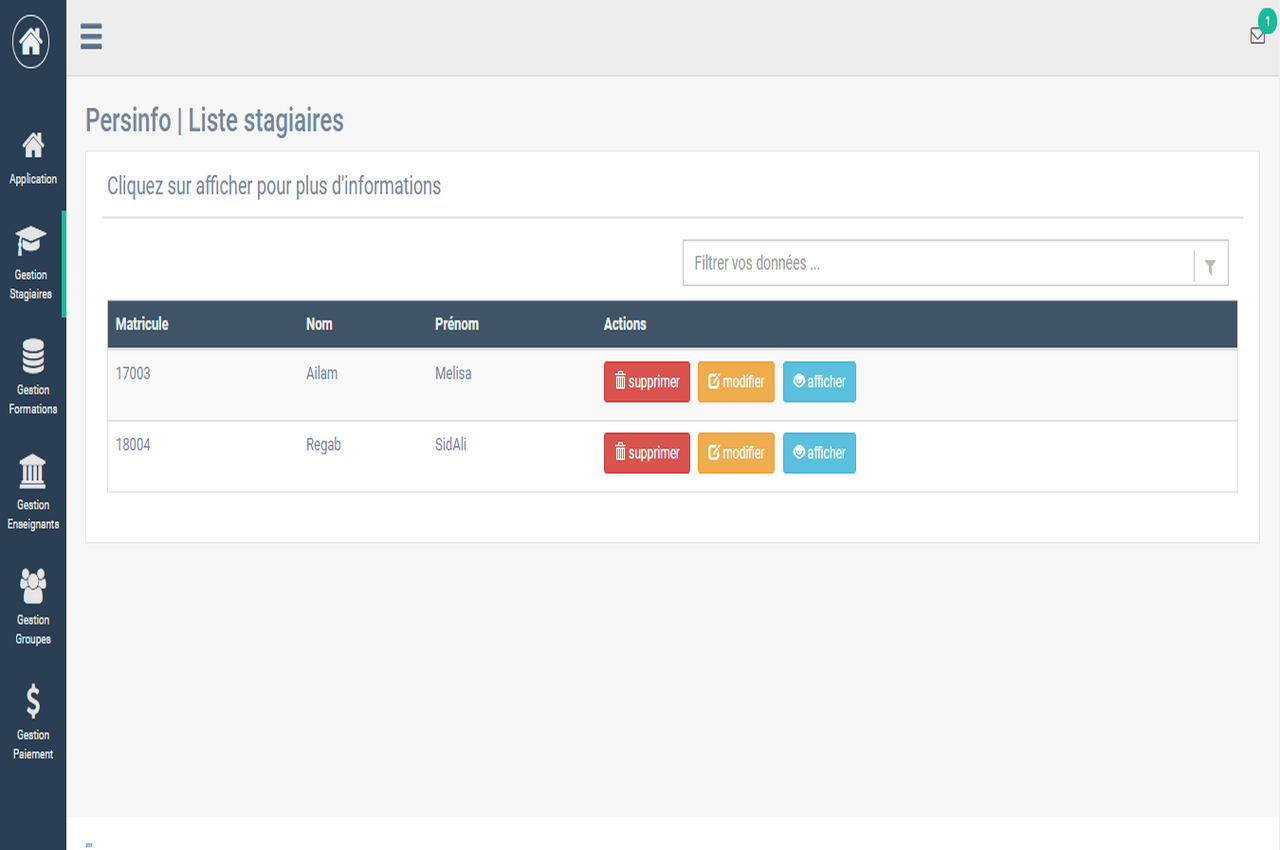 1
Persinfo | Liste stagiaires
Cliquez sur afficher pour plus d'informations
Filtrer vos données ...
Matricule Nom Prénom Actions
17003 Ailam Melisa supprimer modifier afficher
18004 Regab SidAli supprimer modifier afficher
Application
Gestion
Stagiaires
Gestion
Formations
Gestion
Enseignants
Gestion
Groupes
Gestion
Paiement